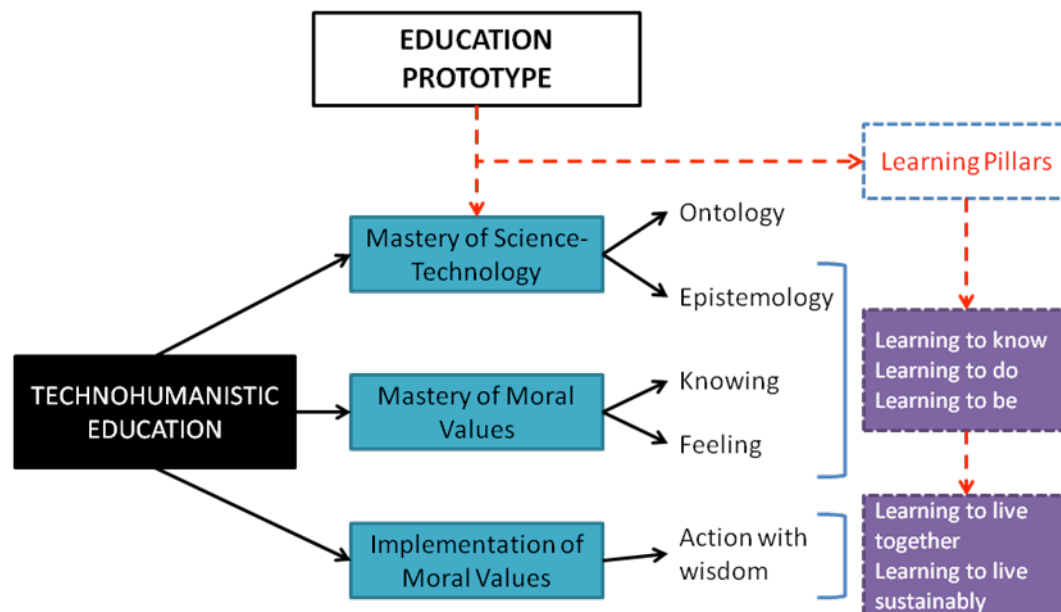 EDUCATION
PROTOTYPE
Learning Pillars
Mastery of Science-
Technology
Ontology
Epistemology
TECHNOHUMANISTIC
EDUCATION
Mastery of Moral
Values
Knowing
Feeling
Learning to know
Learning to do
Learning to be
Implementation of
Moral Values
Action with
wisdom
Learning to live
together
Learning to live
sustainably